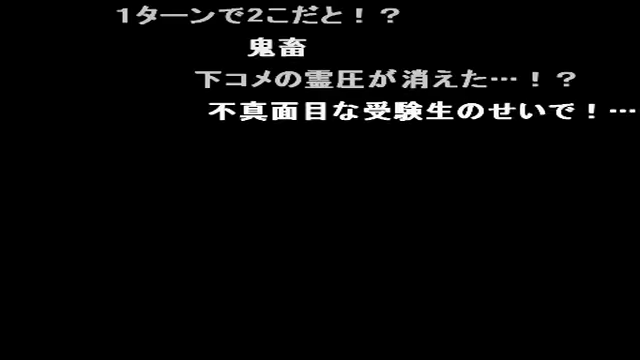 1ターンで2こだと！？
鬼畜
下コメの霊圧が消えた…！？
不真面目な受験生のせいで！…